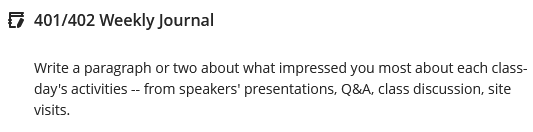 401/402 Weekly Journal
Write a paragraph or two about what impressed you most about each class-
day's activities -- from speakers' presentations, Q&A, class discussion, site
visits.